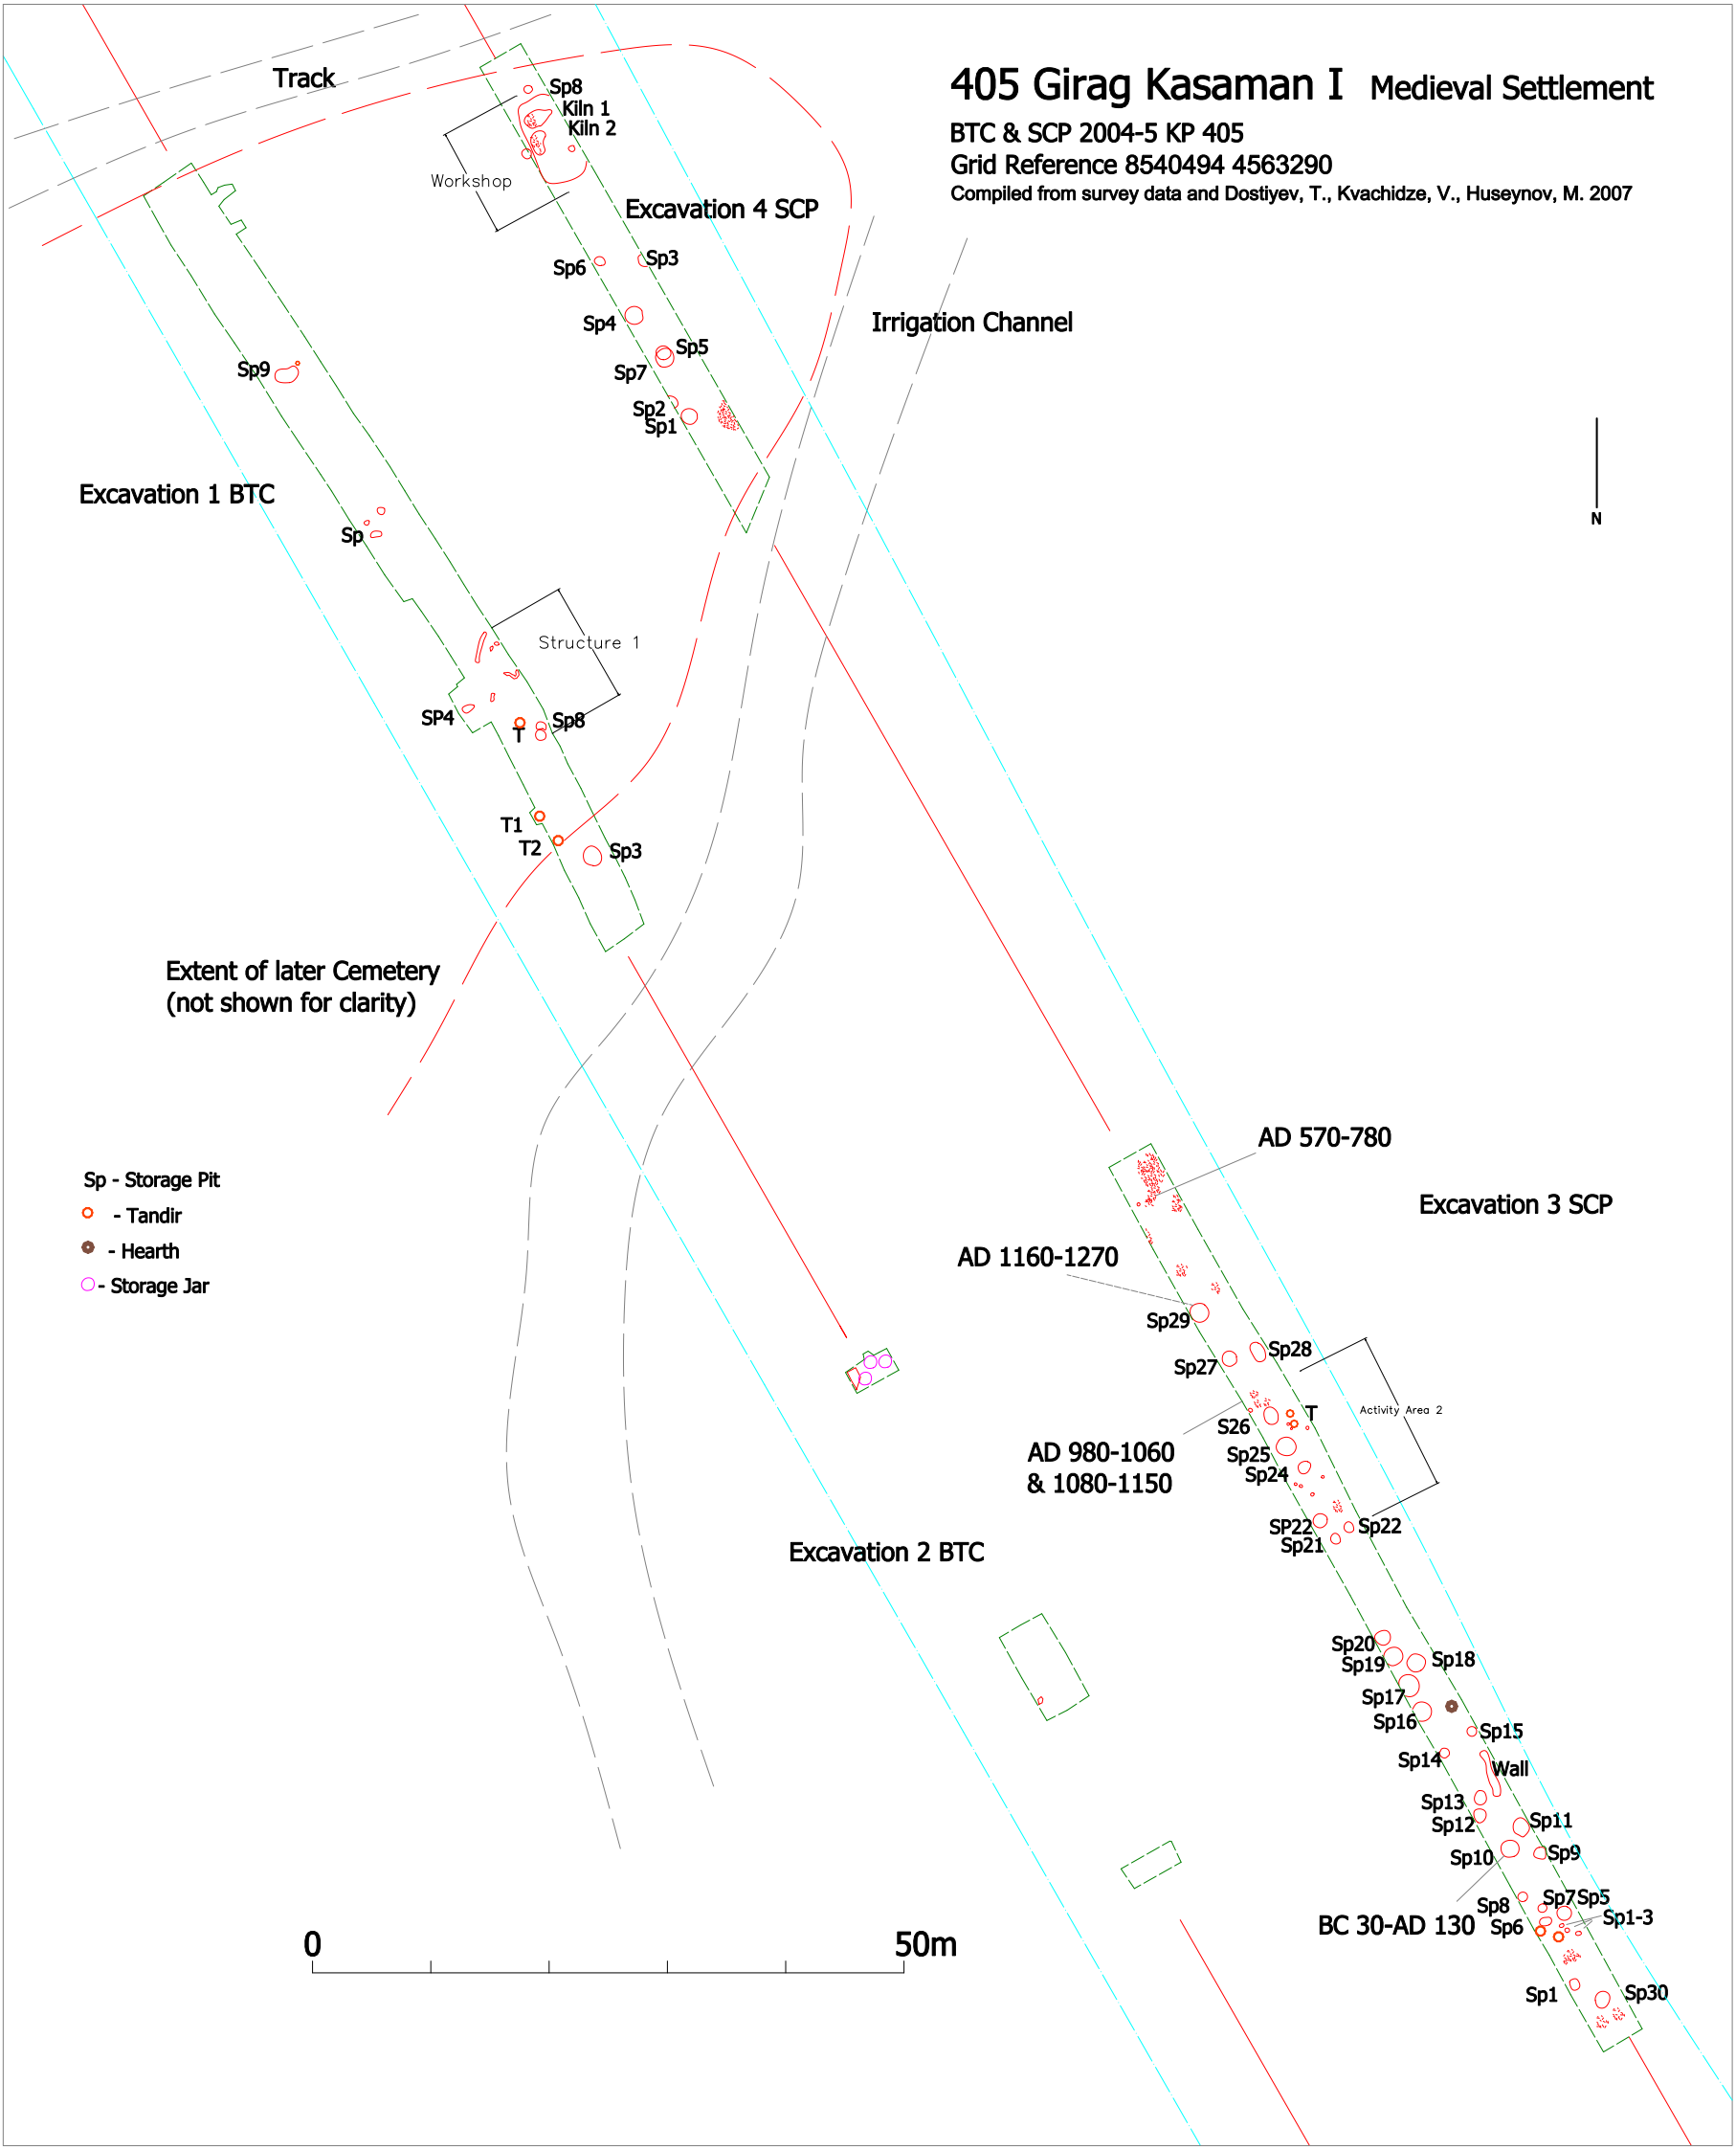 405 Girag Kasaman I Medieval Settlement
BTC & SCP 2004-5 KP 405
Grid Reference 8540494 4563290
Compiled from survey data and Dostiyev, T., Kvachidze, V., Huseynov, M. 2007
Track
Sp8
Kiln 1
Kiln 2
Workshop
Excavation 4 SCP
Sp6
Sp3
Sp4
Sp5
Sp7
Sp2
Sp1
Irrigation Channel
Sp9
Excavation 1 BTC
Sp
N
Structure 1
SP4
T
Sp8
T1
T2
Sp3
Extent of later Cemetery
(not shown for clarity)
Sp - Storage Pit
- Tandir
- Hearth
- Storage Jar
AD 570-780
Excavation 3 SCP
AD 1160-1270
Sp29
Sp27
Sp28
Activity Area 2
T
S26
AD 980-1060
& 1080-1150
Sp25
Sp24
SP22
Sp22
Sp21
Excavation 2 BTC
Sp20
Sp19
Sp18
Sp17
Sp16
Sp15
Sp14
Wall
Sp13
Sp12
Sp11
Sp10
Sp9
Sp8
Sp7
Sp5
Sp6
Sp1-3
BC 30-AD 130
Sp1
Sp30
0
50m